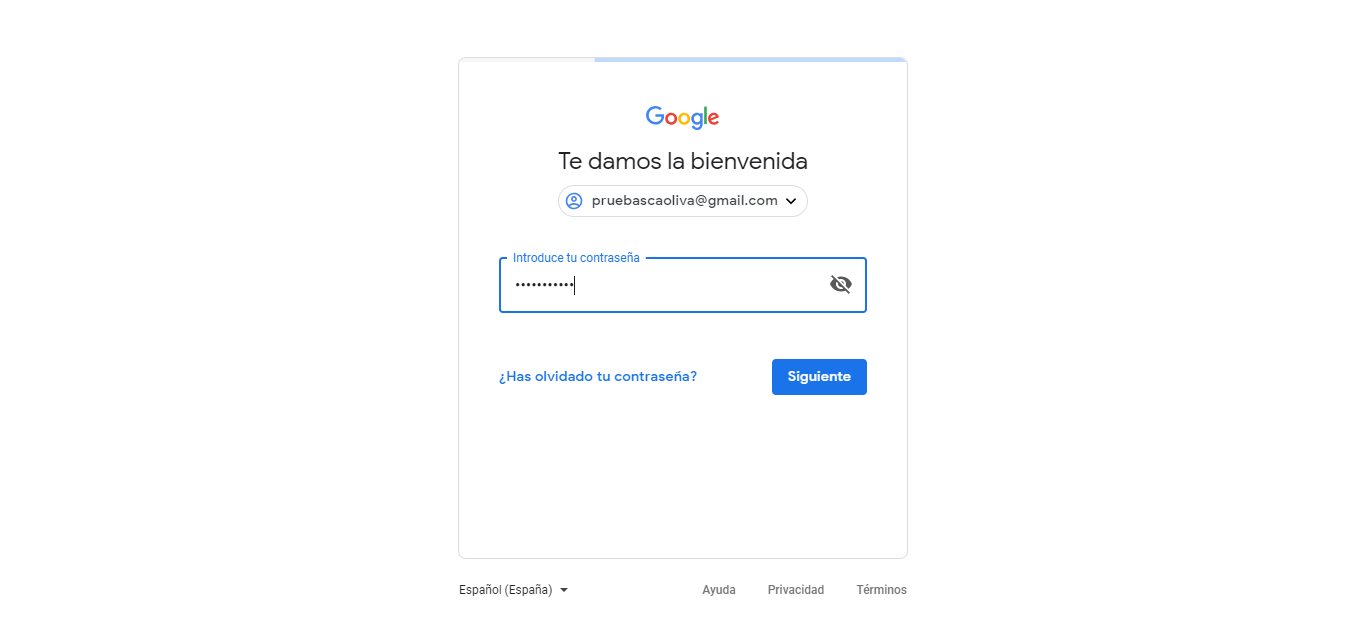 Google
Te damos la bienvenida
pruebascaoliva@gmail.com
Introduce tu contraseña
•••••••••••
¿Has olvidado tu contraseña?
Siguiente
Español (España)
Ayuda
Privacidad
Términos